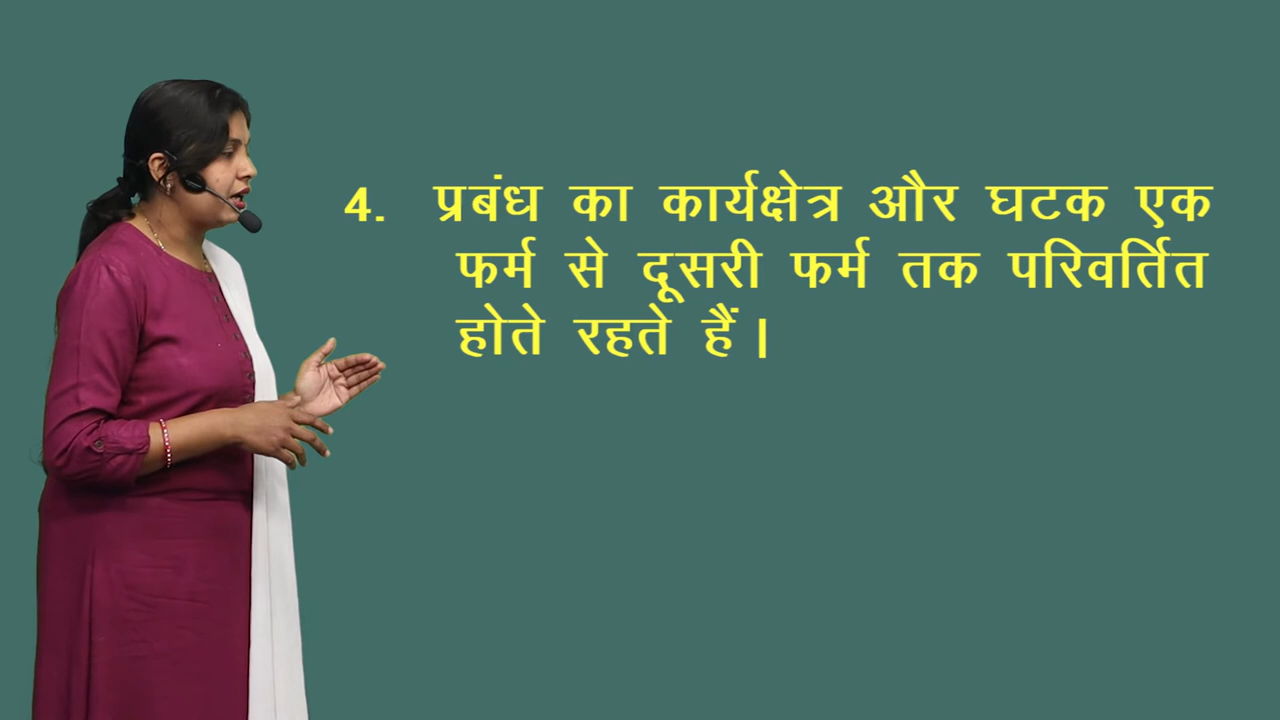 4. प्रबंध का कार्यक्षेत्र और घटक एक
फर्म से दूसरी फर्म तक परिवर्तित
होते रहते हैं।